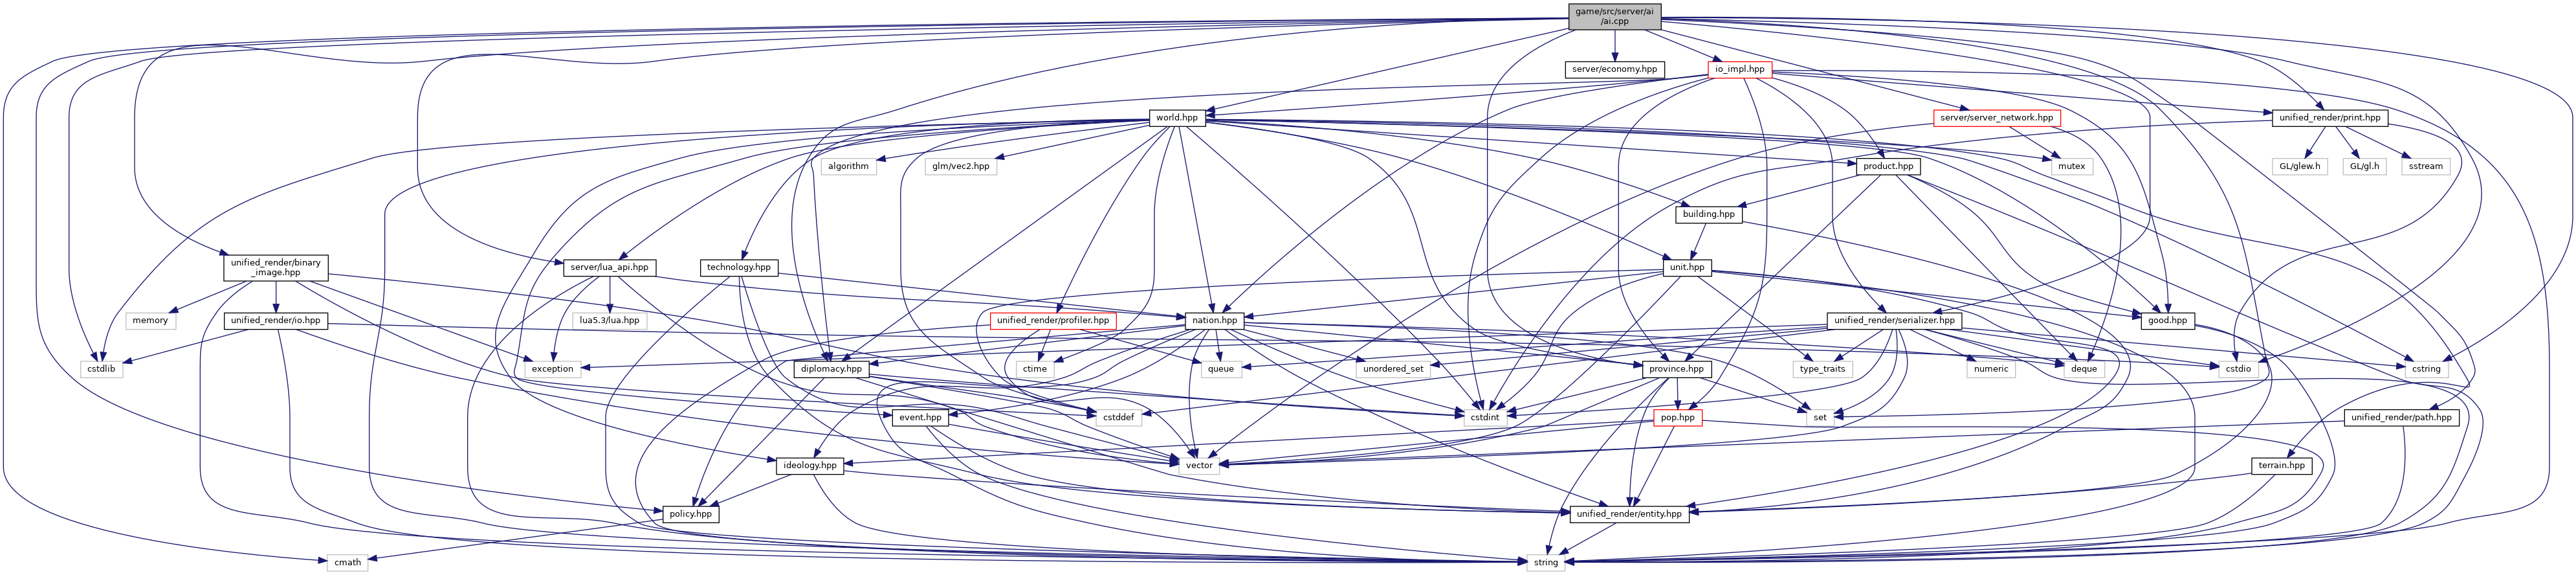 game/src/server/ai
/ai.cpp
server/economy.hpp
io_impl.hpp
world.hpp
server/server_network.hpp
unified_render/print.hpp
algorithm
glm/vec2.hpp
product.hpp
mutex
GL/glew.h
GL/gl.h
sstream
building.hpp
unified_render/binary
_image.hpp
server/lua_api.hpp
technology.hpp
unit.hpp
memory
unified_render/io.hpp
lua5.3/lua.hpp
unified_render/profiler.hpp
nation.hpp
unified_render/serializer.hpp
good.hpp
cstdlib
exception
diplomacy.hpp
ctime
queue
unordered_set
province.hpp
type_traits
numeric
deque
cstdio
cstring
event.hpp
cstddef
cstdint
pop.hpp
set
unified_render/path.hpp
ideology.hpp
vector
terrain.hpp
policy.hpp
unified_render/entity.hpp
cmath
string